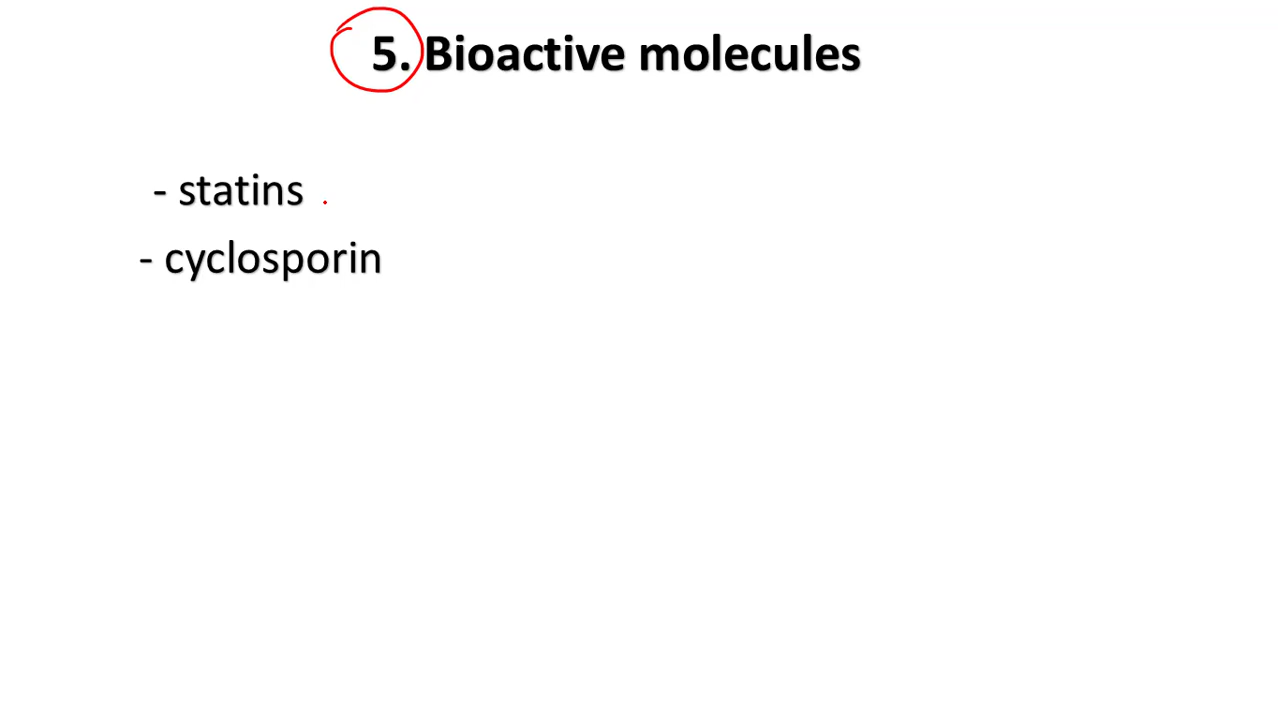 5. Bioactive molecules
- statins
- cyclosporin